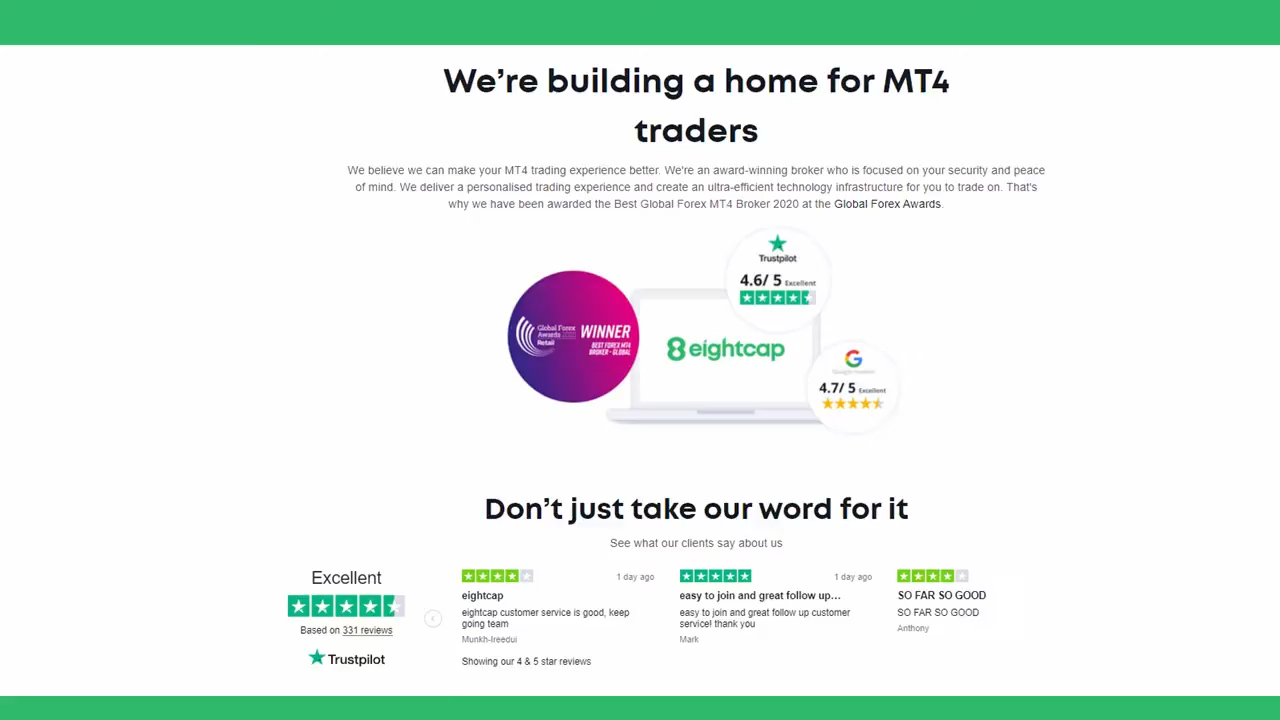 We're building a home for MT4
traders
We believe we can make your MT4 trading experience better. We're an award-winning broker who is focused on your security and peace
of mind. We deliver a personalised trading experience and create an ultra-efficient technology infrastructure for you to trade on. That's
why we have been awarded the Best Global Forex MT4 Broker 2020 at the Global Forex Awards.
Trustpilot
4.6/ 5 Excellent
Global Forex
Awards
Retail
WINNER
BEST FOREX MT4
BROKER - GLOBAL
eightcap
G
4.7/ 5 Excellent
Don't just take our word for it
See what our clients say about us
Excellent
Based on 331 reviews
Trustpilot
1 day ago
eightcap
eightcap customer service is good, keep
going team
Munkh-Ireedui
Showing our 4 & 5 star reviews
1 day ago
easy to join and great follow up...
easy to join and great follow up customer
service! thank you
Mark
SO FAR SO GOOD
SO FAR SO GOOD
Anthony